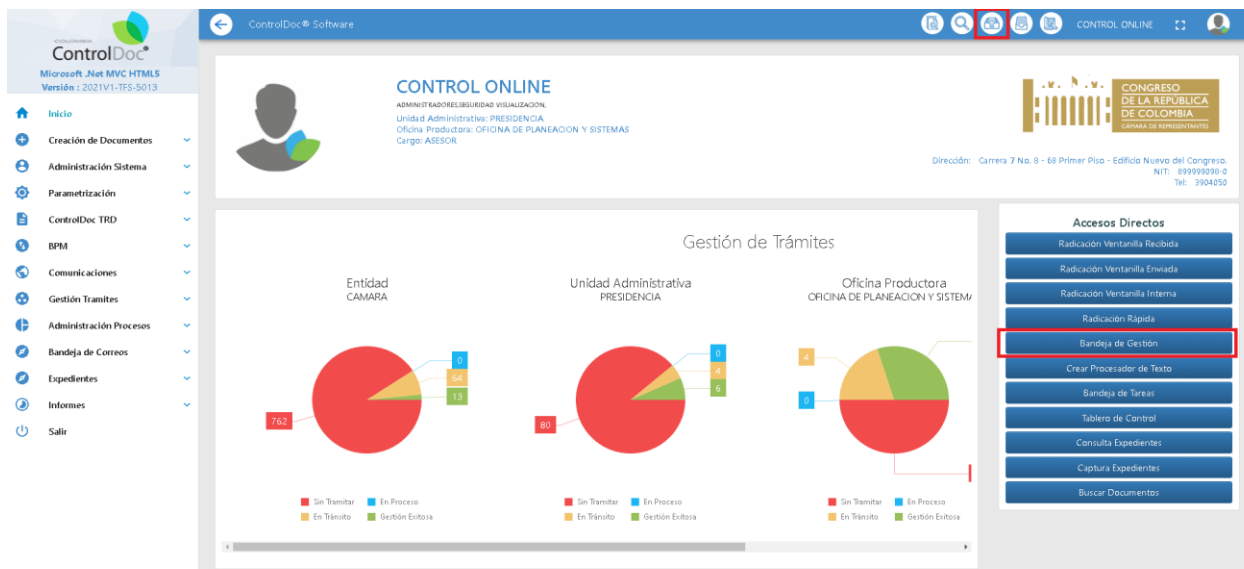 COLOMBIA
ControlDoc®
Microsoft .Net MVC HTML5
Versión : 2021V1-TFS-5013
Inicio
Creación de Documentos
Administración Sistema
Parametrización
ControlDoc TRD
BPM
Comunicaciones
Gestión Tramites
Administración Procesos
Bandeja de Correos
Expedientes
Informes
Salir
ControlDoc® Software
CONTROL ONLINE
CONTROL ONLINE
ADMINISTRADORES,SEGURIDAD VISUALIZACION,
Unidad Administrativa: PRESIDENCIA
Oficina Productora: OFICINA DE PLANEACION Y SISTEMAS
Cargo: ASESOR
CONGRESO
DE LA REPÚBLICA
DE COLOMBIA
CÁMARA DE REPRESENTANTES
Dirección: Carrera 7 No. 8 - 68 Primer Piso - Edificio Nuevo del Congreso.
NIT: 899999098-0
Tel: 3904050
Gestión de Trámites
Entidad
CAMARA
0
64
13
762
Sin Tramitar En Proceso
En Tránsito Gestión Exitosa
Unidad Administrativa
PRESIDENCIA
0
4
6
80
Sin Tramitar En Proceso
En Tránsito Gestión Exitosa
Oficina Productora
OFICINA DE PLANEACION Y SISTEMA
4
0
Sin Tramitar En Proceso
En Tránsito Gestión Exitosa
Accesos Directos
Radicación Ventanilla Recibida
Radicación Ventanilla Enviada
Radicación Ventanilla Interna
Radicación Rápida
Bandeja de Gestión
Crear Procesador de Texto
Bandeja de Tareas
Tablero de Control
Consulta Expedientes
Captura Expedientes
Buscar Documentos